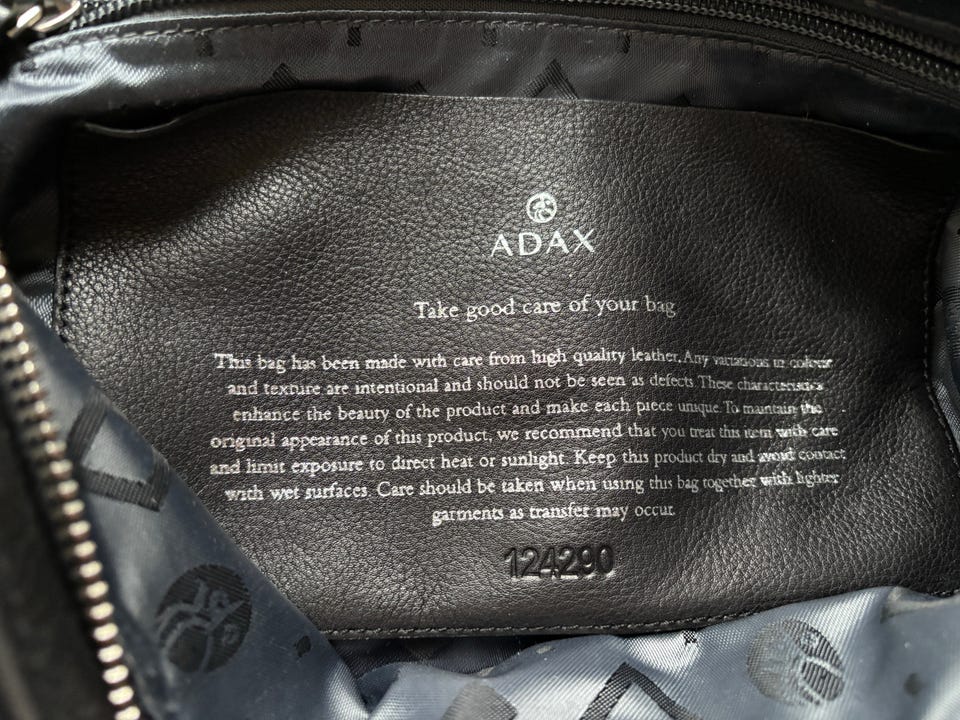 ADAX
Take good care of your bag
This bag has been made with care from high quality leather. Any variations in colour
and texture are intentional and should not be seen as defects. These characteristics
enhance the beauty of the product and make each piece unique. To maintain the
original appearance of this product, we recommend that you treat this item with care
and limit exposure to direct heat or sunlight. Keep this product dry and avoid contact
with wet surfaces. Care should be taken when using this bag together with lighter
garments as transfer may occur.
124290